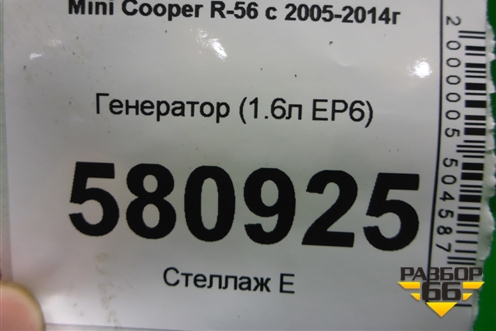 Mini Cooper R-56 с 2005-2014г
Генератор (1.6л EP6)
580925
Стеллаж Е
2000005504587
РАЗБОР
66